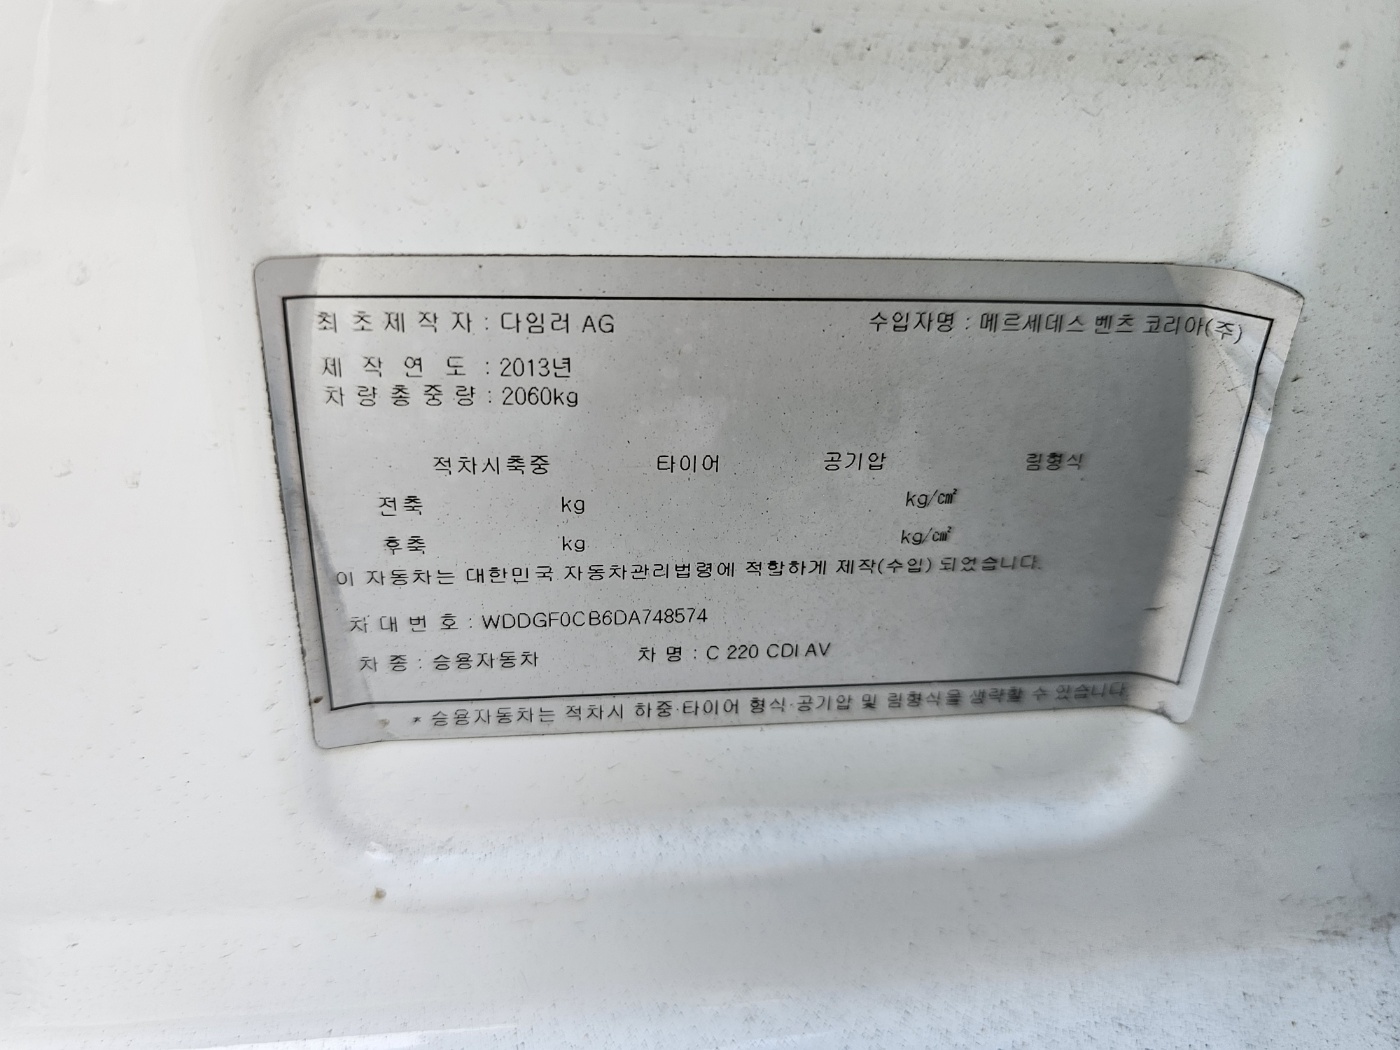 최초제작자 : 다임러 AG 수입자명 : 메르세데스 벤츠 코리아(주)
제작연도 : 2013년
차량총중량 : 2060kg
적차시축중 타이어 공기압 림형식
전축 kg kg/㎠
후축 kg kg/㎠
이 자동차는 대한민국 자동차관리법령에 적합하게 제작(수입) 되었습니다.
차대번호 : WDDGF0CB6DA748574
차종 : 승용자동차 차명 : C 220 CDI AV
* 승용자동차는 적차시 하중·타이어 형식·공기압 및 림형식을 생략할 수 있습니다.